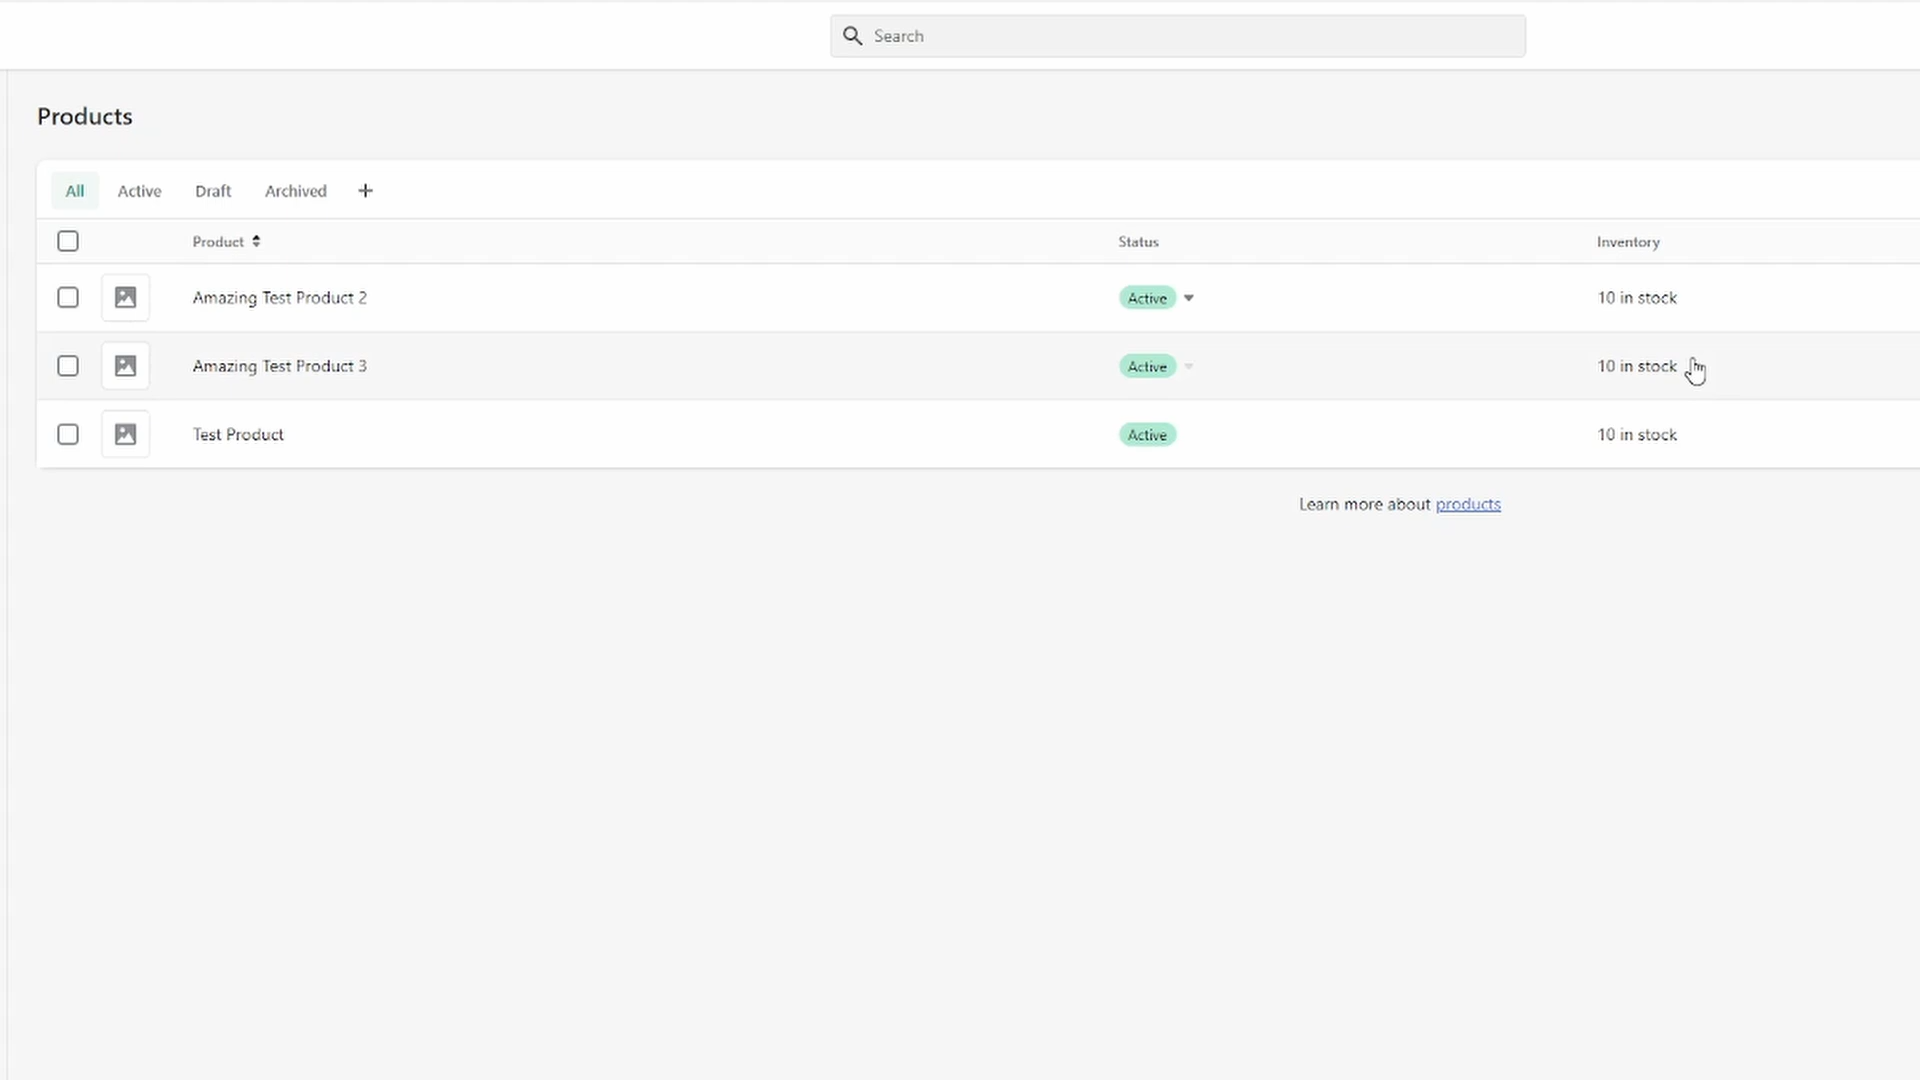 Search
Products
All Active Draft Archived
Product Status Inventory
Amazing Test Product 2 Active 10 in stock
Amazing Test Product 3 Active 10 in stock
Test Product Active 10 in stock
Learn more about products